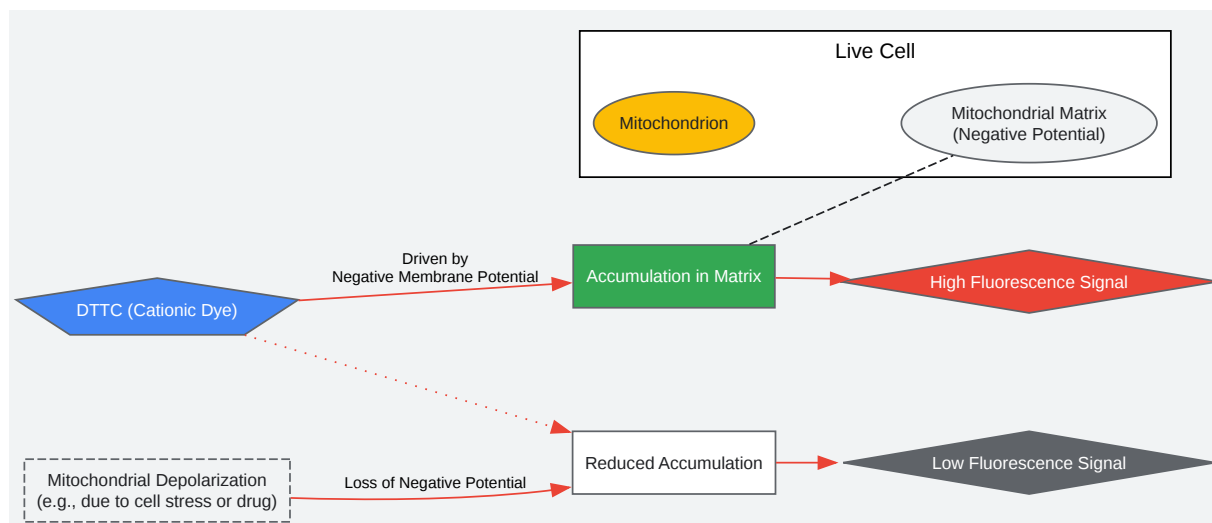 Live Cell
Mitochondrion
Mitochondrial Matrix
(Negative Potential)
Driven by
Negative Membrane Potential
Accumulation in Matrix
High Fluorescence Signal
DTTC (Cationic Dye)
Mitochondrial Depolarization
(e.g., due to cell stress or drug)
Loss of Negative Potential
Reduced Accumulation
Low Fluorescence Signal